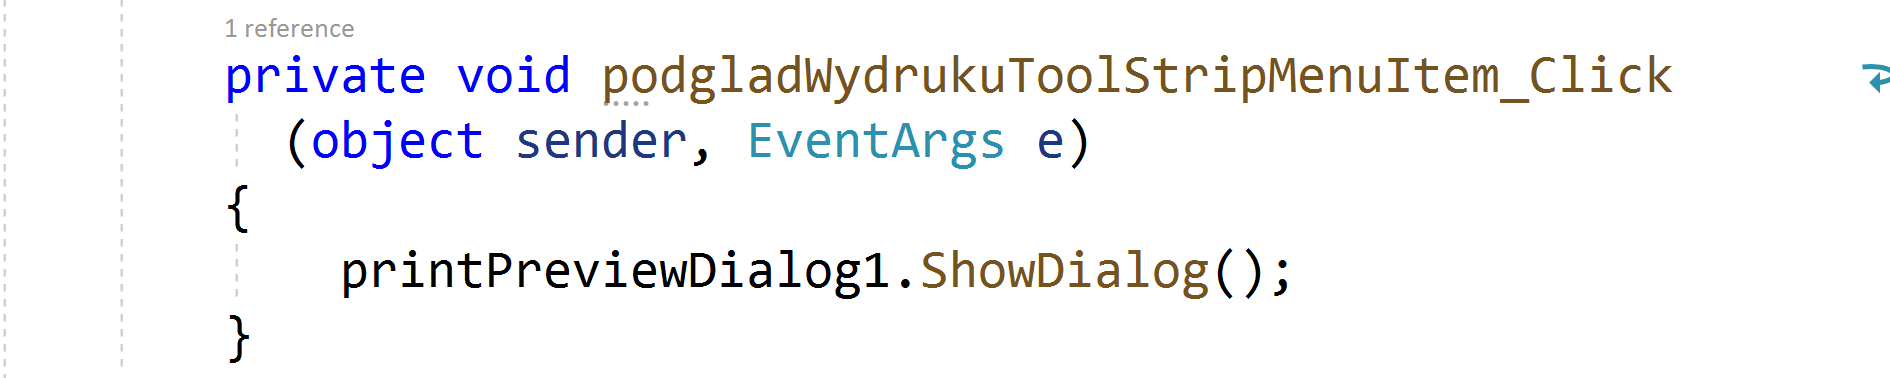 1 reference
private void podgladWydrukuToolStripMenuItem_Click
(object sender, EventArgs e)
{
printPreviewDialog1.ShowDialog();
}